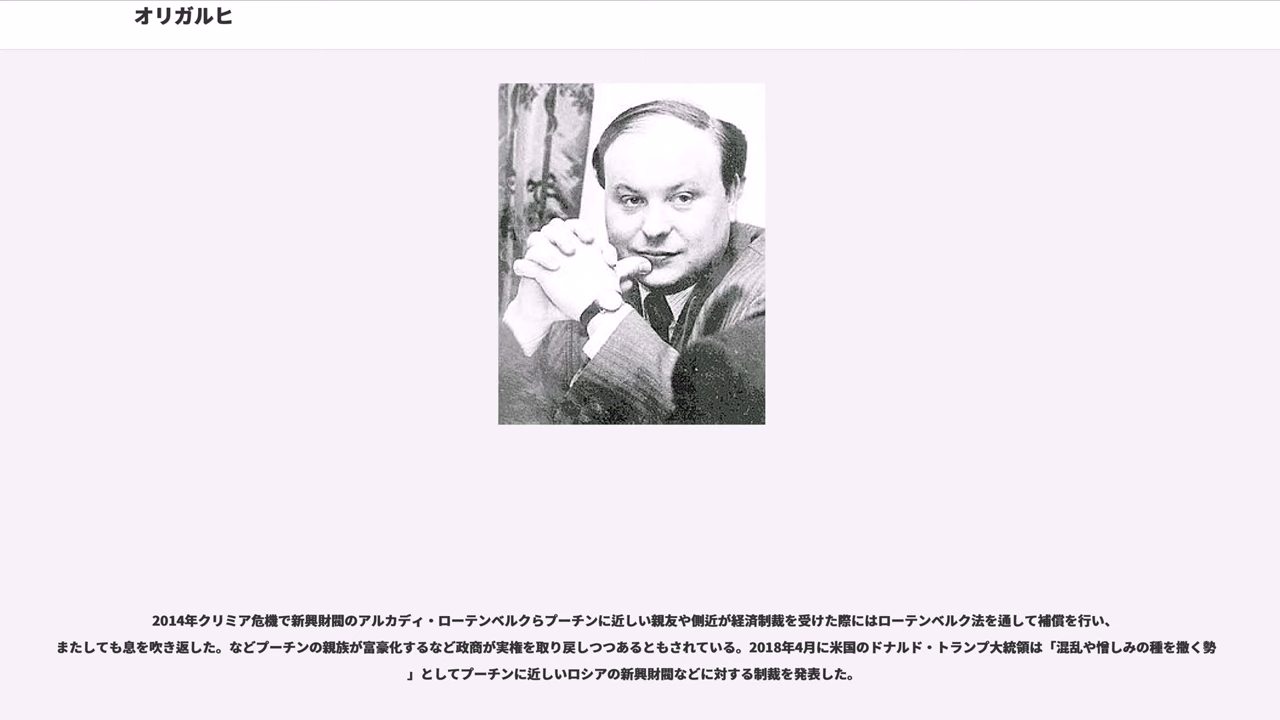 オリガルヒ
2014年クリミア危機で新興財閥のアルカディ・ローテンベルクらプーチンに近しい親友や側近が経済制裁を受けた際にはローテンベルク法を通して補償を行い、
またしても息を吹き返した。などプーチンの親族が富豪化するなど政商が実権を取り戻しつつあるともされている。2018年4月に米国のドナルド・トランプ大統領は「混乱や憎しみの種を撒く勢
」としてプーチンに近しいロシアの新興財閥などに対する制裁を発表した。